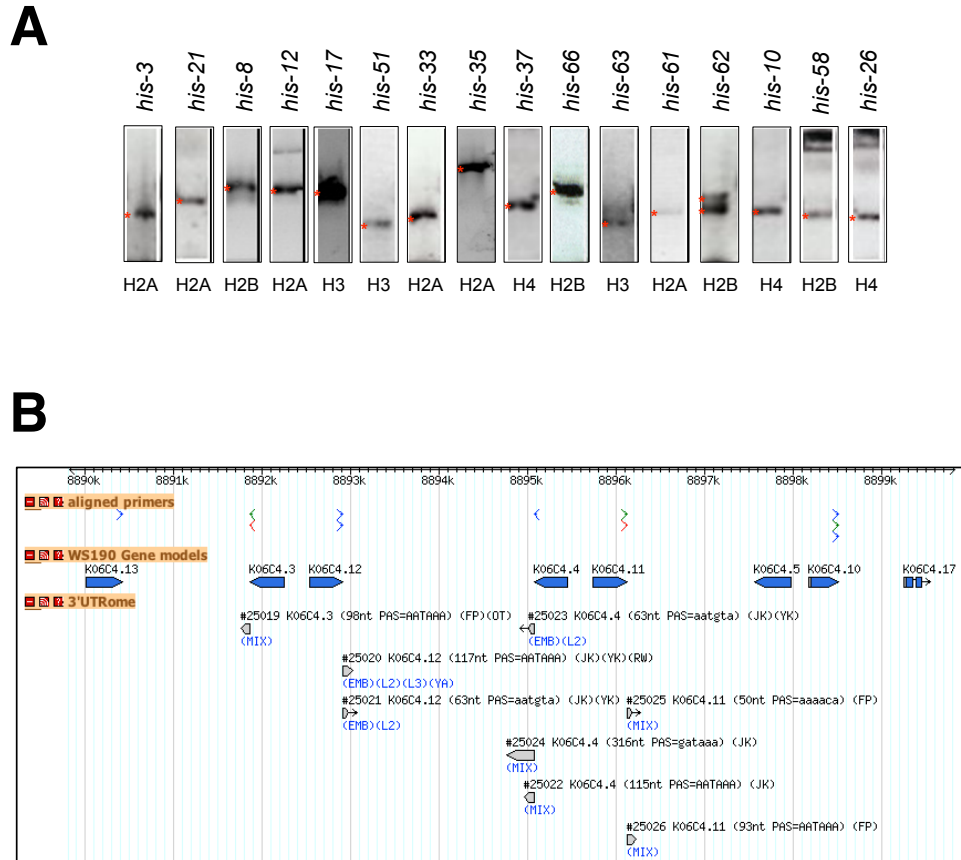 A
his-3 his-21 his-8 his-12 his-17 his-51 his-33 his-35 his-37 his-66 his-63 his-61 his-62 his-10 his-58 his-26
H2A H2A H2B H2A H3 H3 H2A H2A H4 H2B H3 H2A H2B H4 H2B H4
B
8890k 8891k 8892k 8893k 8894k 8895k 8896k 8897k 8898k 8899k
aligned primers
WS190 Gene models
K06C4.13 K06C4.3 K06C4.12 K06C4.4 K06C4.11 K06C4.5 K06C4.10 K06C4.17
3'UTRome
#25019 K06C4.3 (98nt PAS=AATAAA) (FP)(OT) #25023 K06C4.4 (63nt PAS=aatgta) (JK)(YK)
(MIX) (EMB)(L2)
#25020 K06C4.12 (117nt PAS=AATAAA) (JK)(YK)(RW)
(EMB)(L2)(L3)(YA)
#25021 K06C4.12 (63nt PAS=aatgta) (JK)(YK) #25025 K06C4.11 (50nt PAS=aaaaca) (FP)
(EMB)(L2) (MIX)
#25024 K06C4.4 (316nt PAS=gataaa) (JK)
(MIX)
#25022 K06C4.4 (115nt PAS=AATAAA) (JK)
(MIX)
#25026 K06C4.11 (93nt PAS=AATAAA) (FP)
(MIX)